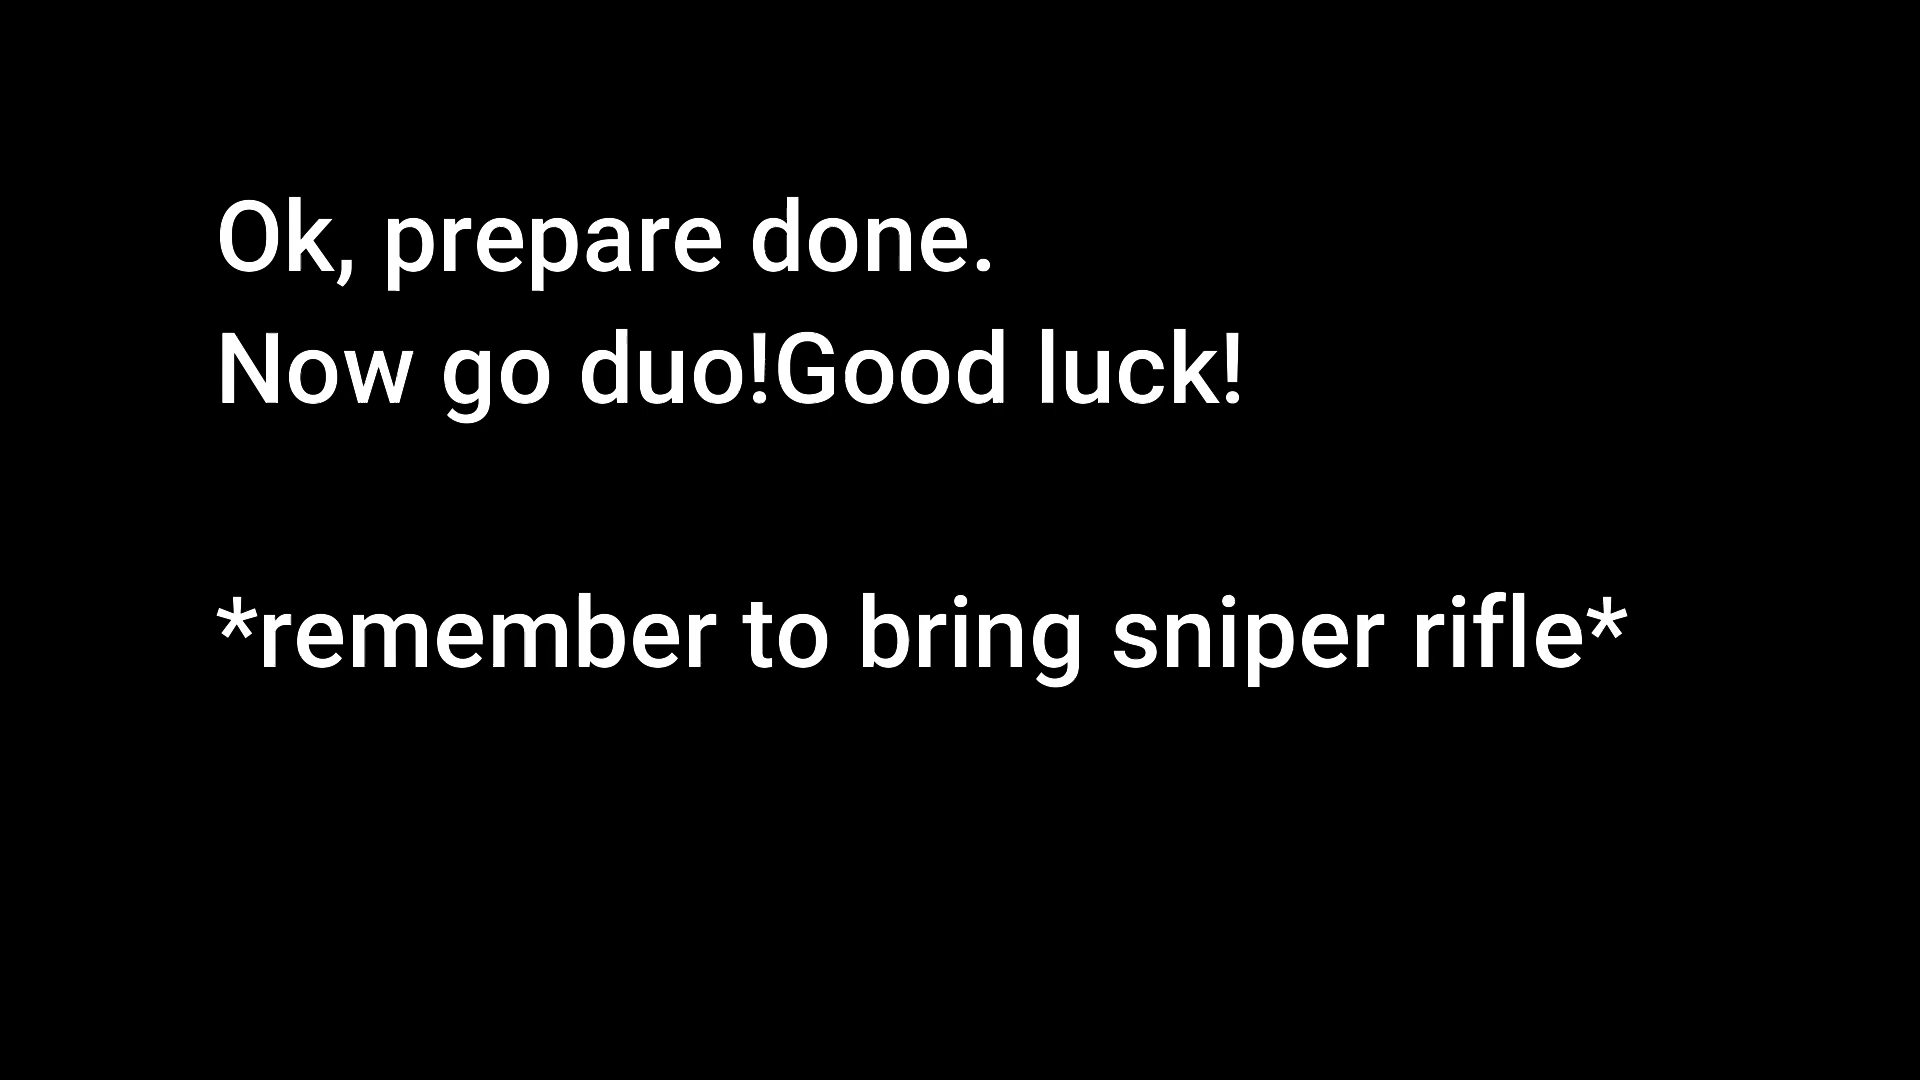 Ok, prepare done.
Now go duo!Good luck!
*remember to bring sniper rifle*